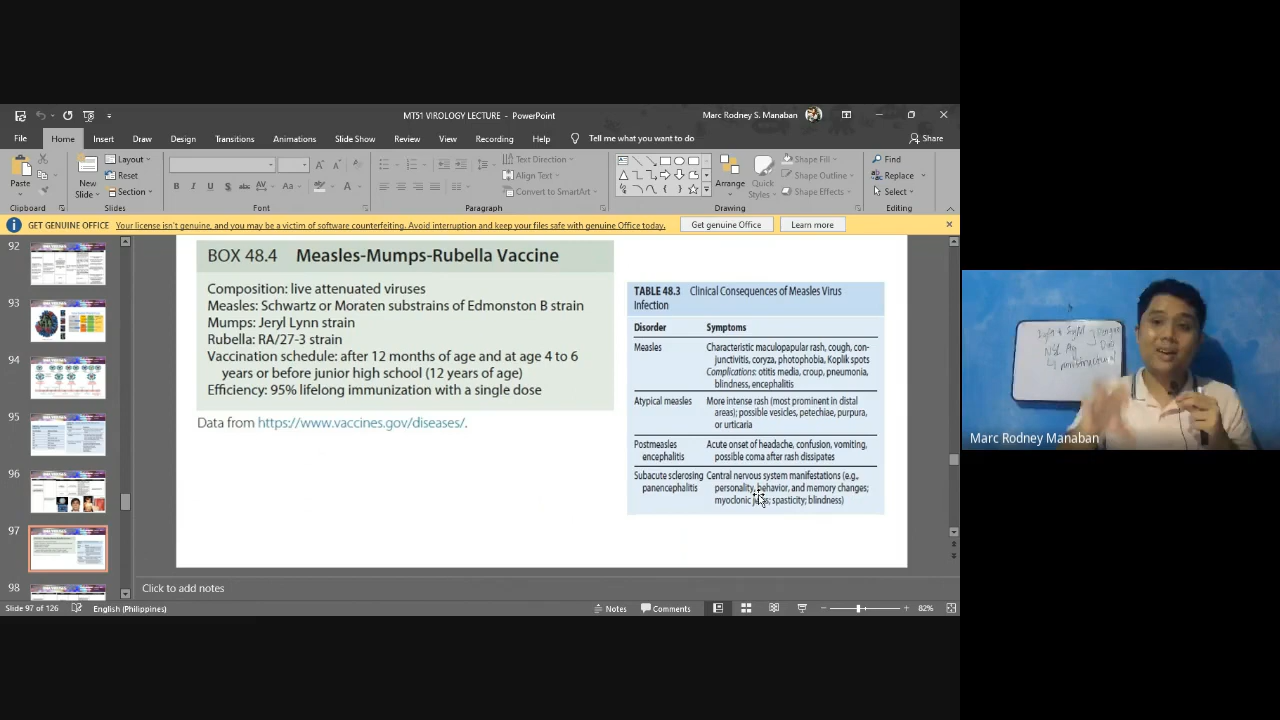 MT51 VIROLOGY LECTURE - PowerPoint
Marc Rodney S. Manaban
File Home Insert Draw Design Transitions Animations Slide Show Review View Recording Help Tell me what you want to do
Share
Paste
Clipboard
New
Slide
Layout
Reset
Section
Slides
B I U S abc AV Aa A
Font
Text Direction
Align Text
Convert to SmartArt
Paragraph
Arrange
Quick
Styles
Shape Fill
Shape Outline
Shape Effects
Drawing
Find
Replace
Select
Editing
GET GENUINE OFFICE Your license isn't genuine, and you may be a victim of software counterfeiting. Avoid interruption and keep your files safe with genuine Office today.
Get genuine Office
Learn more
92
93
94
95
96
97
98
BOX 48.4 Measles-Mumps-Rubella Vaccine
Composition: live attenuated viruses
Measles: Schwartz or Moraten substrains of Edmonston B strain
Mumps: Jeryl Lynn strain
Rubella: RA/27-3 strain
Vaccination schedule: after 12 months of age and at age 4 to 6
years or before junior high school (12 years of age)
Efficiency: 95% lifelong immunization with a single dose
Data from https://www.vaccines.gov/diseases/.
TABLE 48.3 Clinical Consequences of Measles Virus
Infection
Disorder Symptoms
Measles Characteristic maculopapular rash, cough, con-
junctivitis, coryza, photophobia, Koplik spots
Complications: otitis media, croup, pneumonia,
blindness, encephalitis
Atypical measles More intense rash (most prominent in distal
areas); possible vesicles, petechiae, purpura,
or urticaria
Postmeasles Acute onset of headache, confusion, vomiting,
encephalitis possible coma after rash dissipates
Subacute sclerosing Central nervous system manifestations (e.g.,
panencephalitis personality, behavior, and memory changes;
myoclonic spasticity; blindness)
Click to add notes
Slide 97 of 126 English (Philippines) Notes Comments 82%
Marc Rodney Manaban